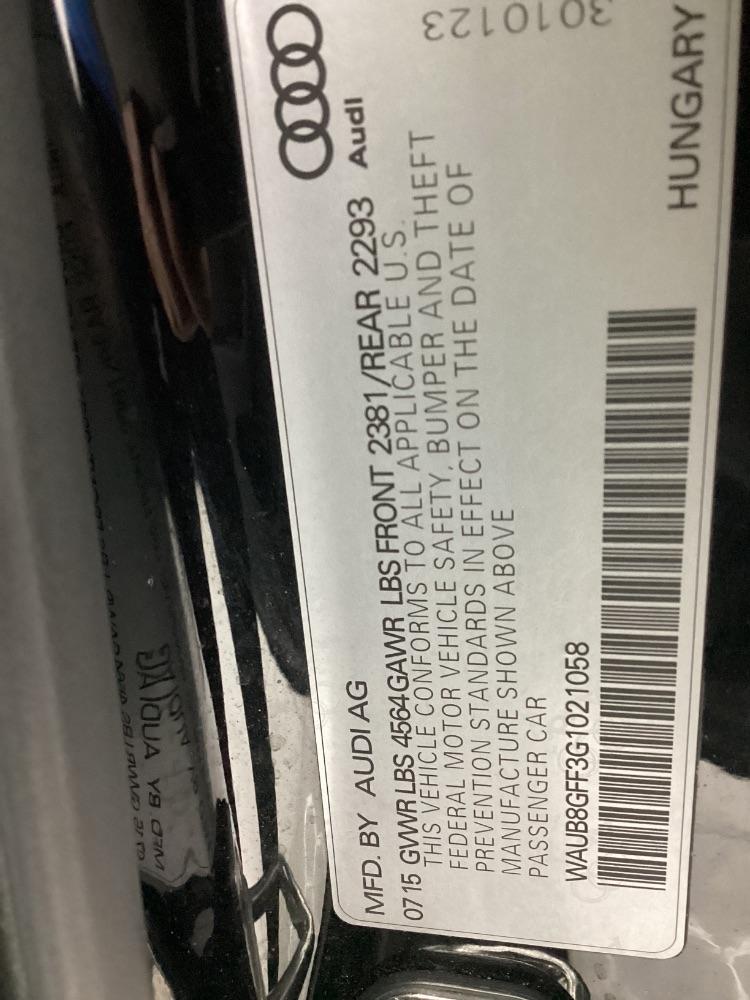 Audi
MFD. BY AUDI AG
0715 GVWR LBS 4564 GAWR LBS FRONT 2381/REAR 2293
THIS VEHICLE CONFORMS TO ALL APPLICABLE U.S.
FEDERAL MOTOR VEHICLE SAFETY, BUMPER AND THEFT
PREVENTION STANDARDS IN EFFECT ON THE DATE OF
MANUFACTURE SHOWN ABOVE
PASSENGER CAR
WAUB8GFF3G1021058
HUNGARY
3010123